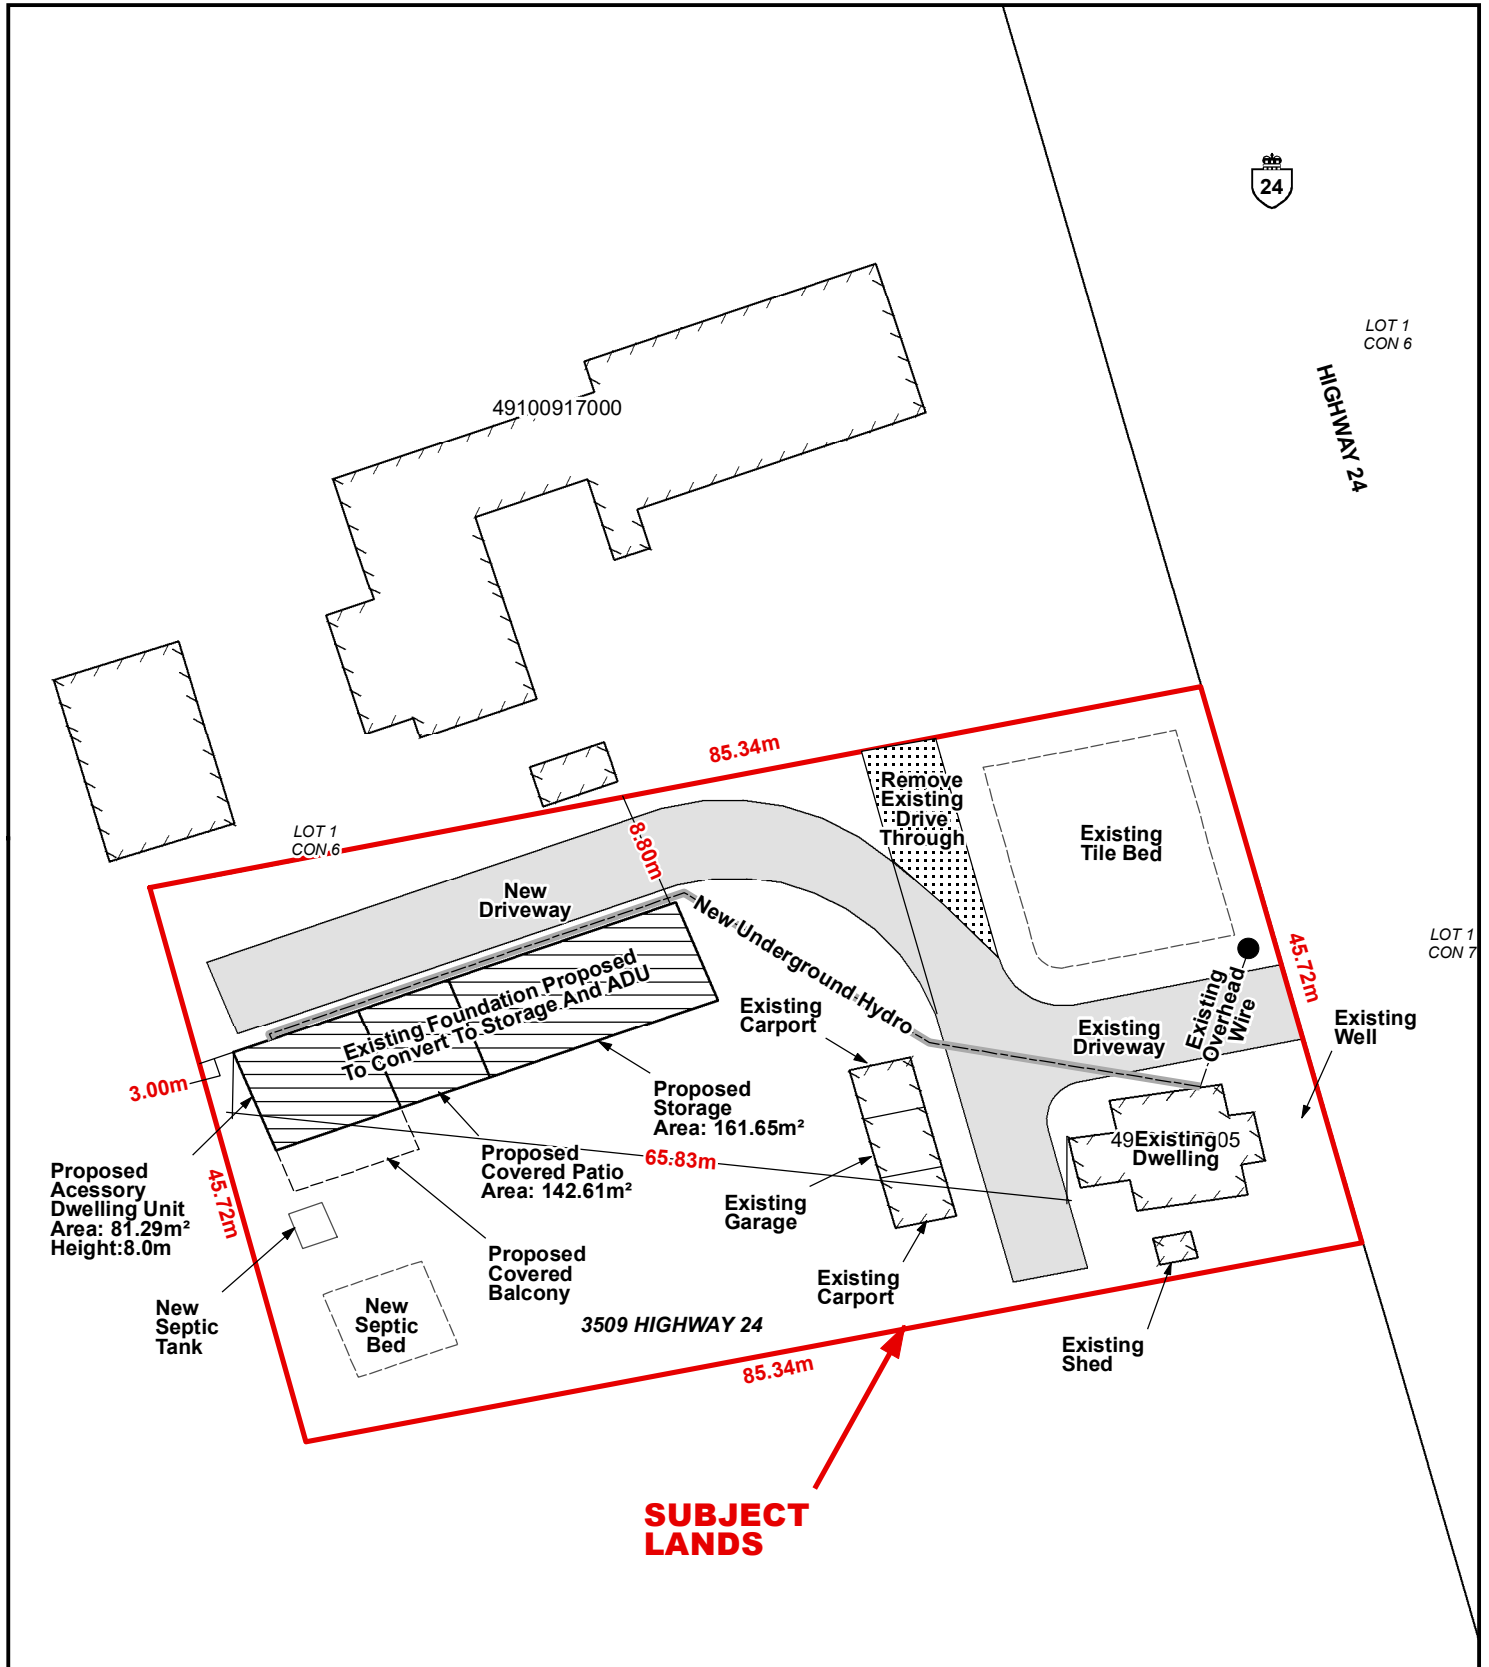 24
LOT 1
CON 6
HIGHWAY 24
49100917000
85.34m
LOT 1
CON 6
8.80m
Remove
Existing
Drive
Through
Existing
Tile Bed
New
Driveway
New Underground Hydro
45.72m
LOT 1
CON 7
Existing Foundation Proposed
To Convert To Storage And ADU
Existing
Carport
Existing
Driveway
Existing
Overhead
Wire
Existing
Well
3.00m
Proposed
Storage
Area: 161.65m²
Proposed
Acessory
Dwelling Unit
Area: 81.29m²
Height:8.0m
45.72m
Proposed
Covered Patio
Area: 142.61m²
65.83m
Existing
Garage
49
05
Existing
Dwelling
Proposed
Covered
Balcony
Existing
Carport
New
Septic
Tank
New
Septic
Bed
3509 HIGHWAY 24
Existing
Shed
85.34m
SUBJECT
LANDS